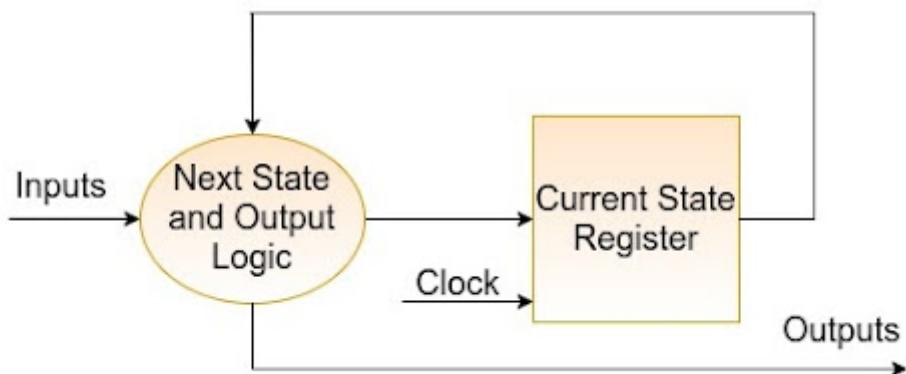 Inputs
Next State
and Output
Logic
Current State
Register
Clock
Outputs